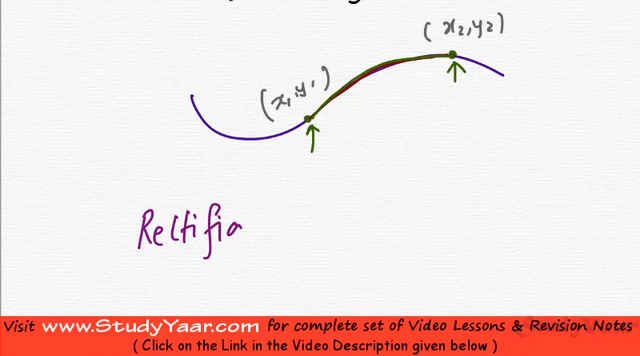 (x₂,y₂)
(x₁,y₁)
Rectifia
Visit www.StudyYaar.com for complete set of Video Lessons & Revision Notes
( Click on the Link in the Video Description given below )